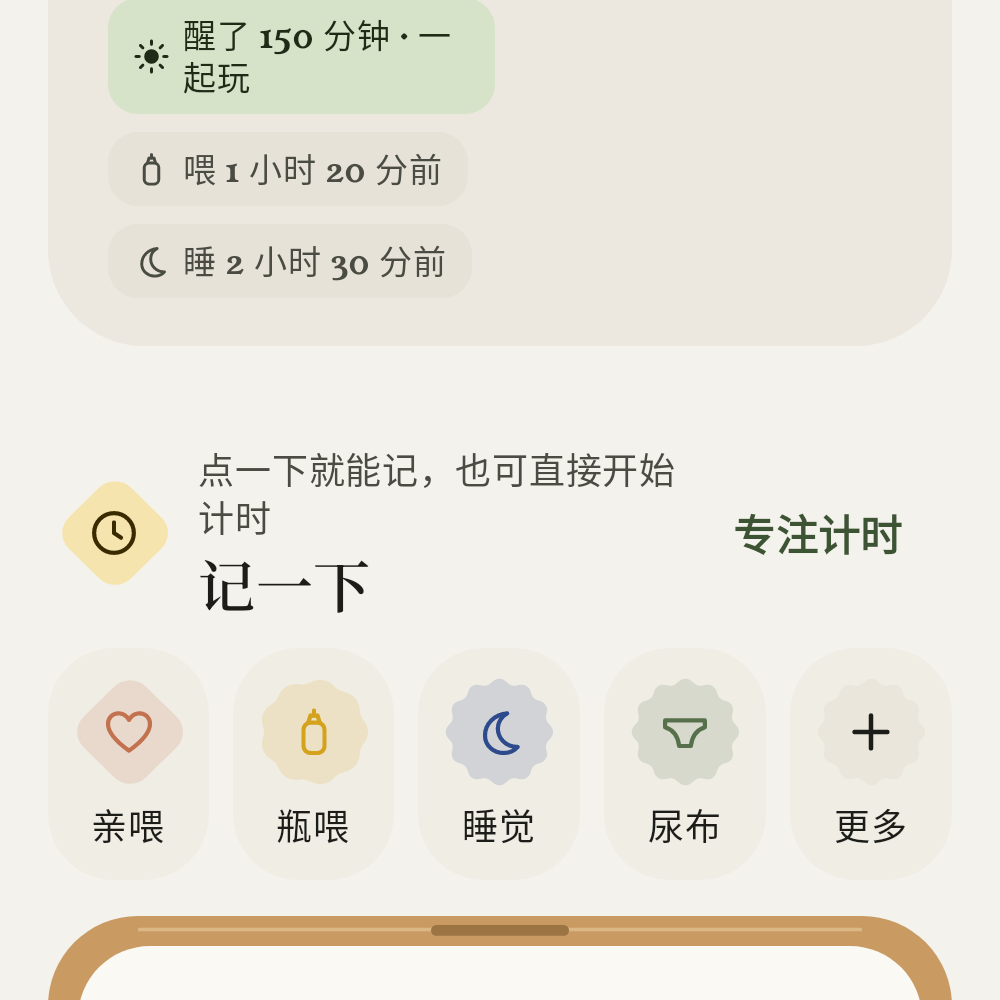 醒了 150 分钟 · 一
起玩
喂 1 小时 20 分前
睡 2 小时 30 分前
点一下就能记，也可直接开始
计时
记一下
专注计时
亲喂
瓶喂
睡觉
尿布
更多